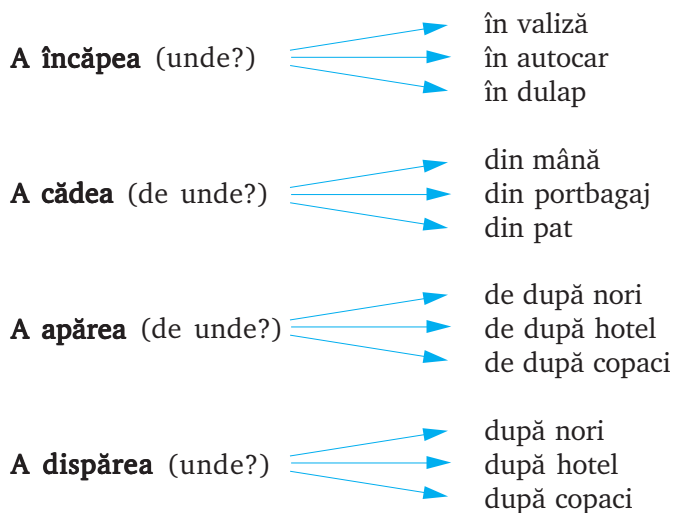 în valiză
A încăpea (unde?) în autocar
în dulap
din mână
A cădea (de unde?) din portbagaj
din pat
de după nori
A apărea (de unde?) de după hotel
de după copaci
după nori
A dispărea (unde?) după hotel
după copaci